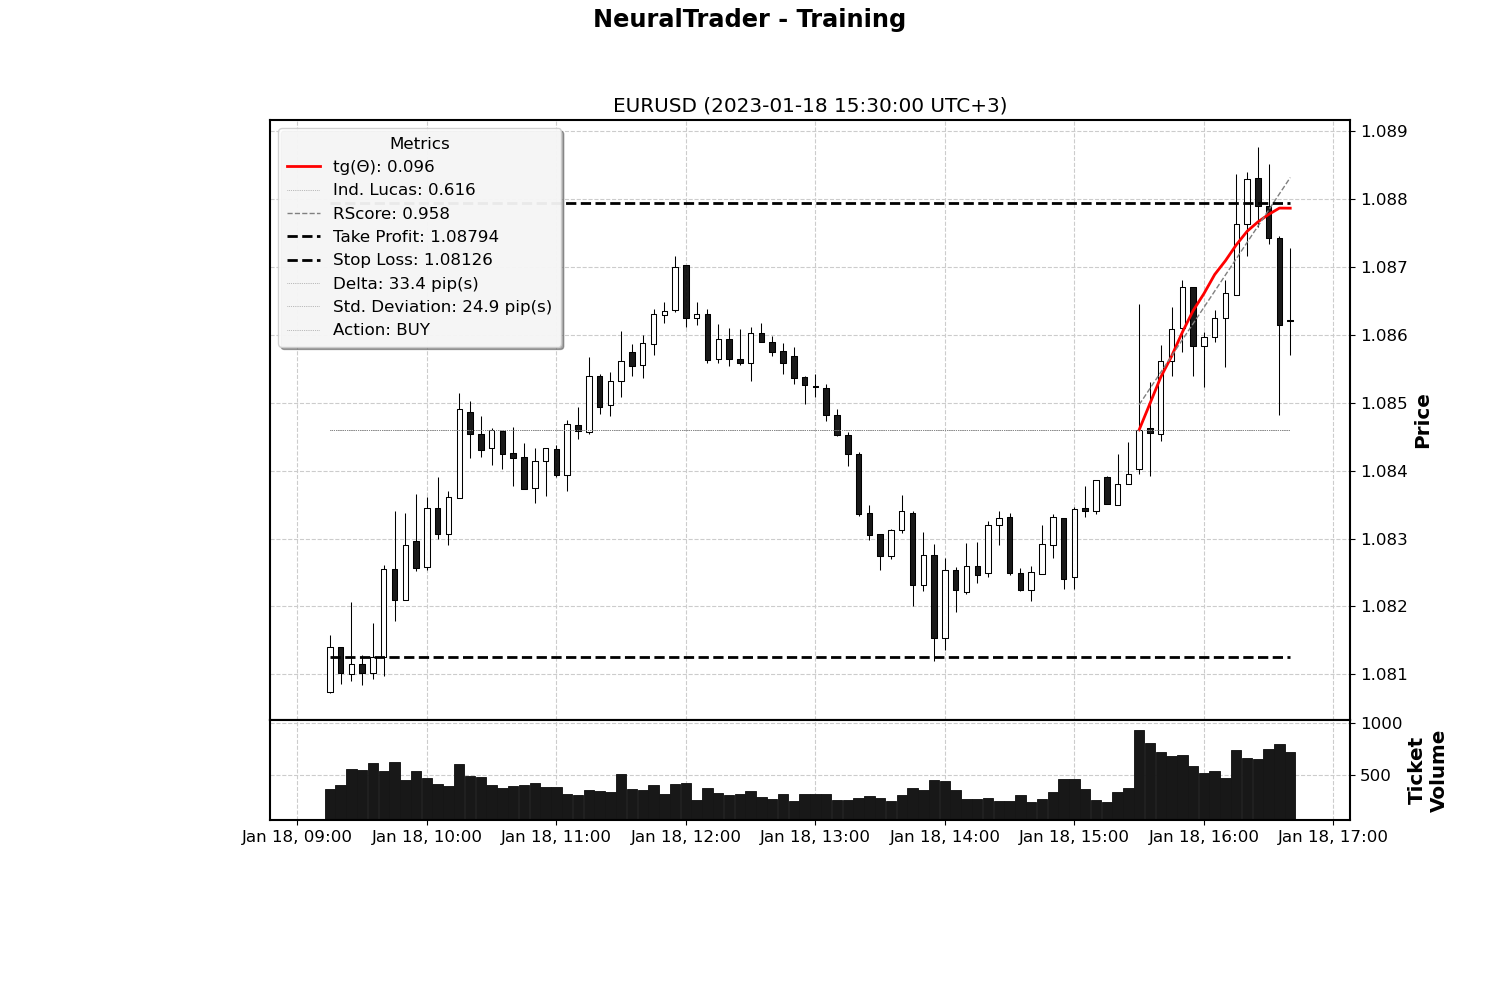 NeuralTrader - Training
EURUSD (2023-01-18 15:30:00 UTC+3)
Metrics
tg(Θ): 0.096
Ind. Lucas: 0.616
RScore: 0.958
Take Profit: 1.08794
Stop Loss: 1.08126
Delta: 33.4 pip(s)
Std. Deviation: 24.9 pip(s)
Action: BUY
1.089
1.088
1.087
1.086
1.085
1.084
1.083
1.082
1.081
Price
1000
500
Ticket
Volume
Jan 18, 09:00
Jan 18, 10:00
Jan 18, 11:00
Jan 18, 12:00
Jan 18, 13:00
Jan 18, 14:00
Jan 18, 15:00
Jan 18, 16:00
Jan 18, 17:00